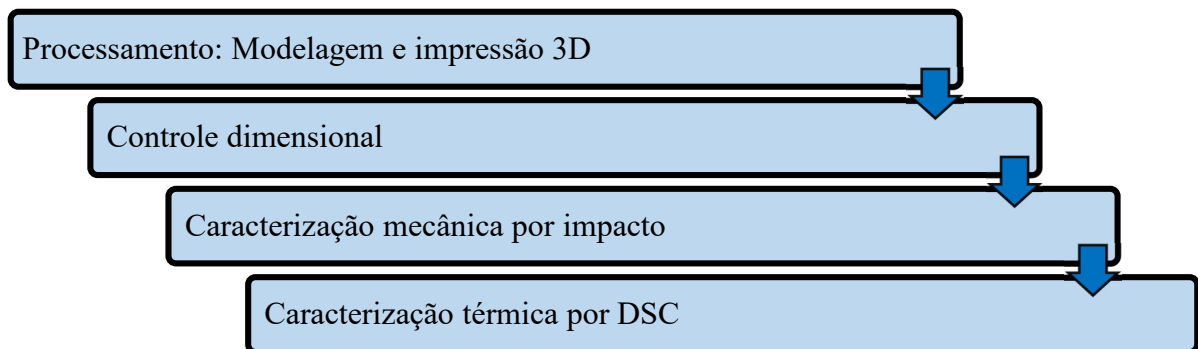 Processamento: Modelagem e impressão 3D
Controle dimensional
Caracterização mecânica por impacto
Caracterização térmica por DSC